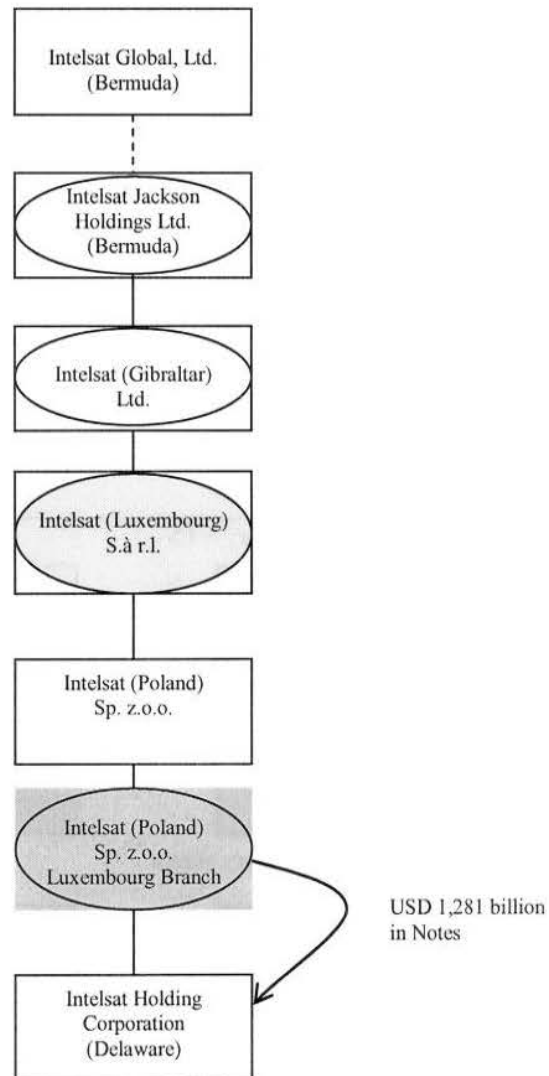 Intelsat Global, Ltd.
(Bermuda)
Intelsat Jackson
Holdings Ltd.
(Bermuda)
Intelsat (Gibraltar)
Ltd.
Intelsat (Luxembourg)
S.à r.l.
Intelsat (Poland)
Sp. z.o.o.
Intelsat (Poland)
Sp. z.o.o.
Luxembourg Branch
USD 1,281 billion
in Notes
Intelsat Holding
Corporation
(Delaware)